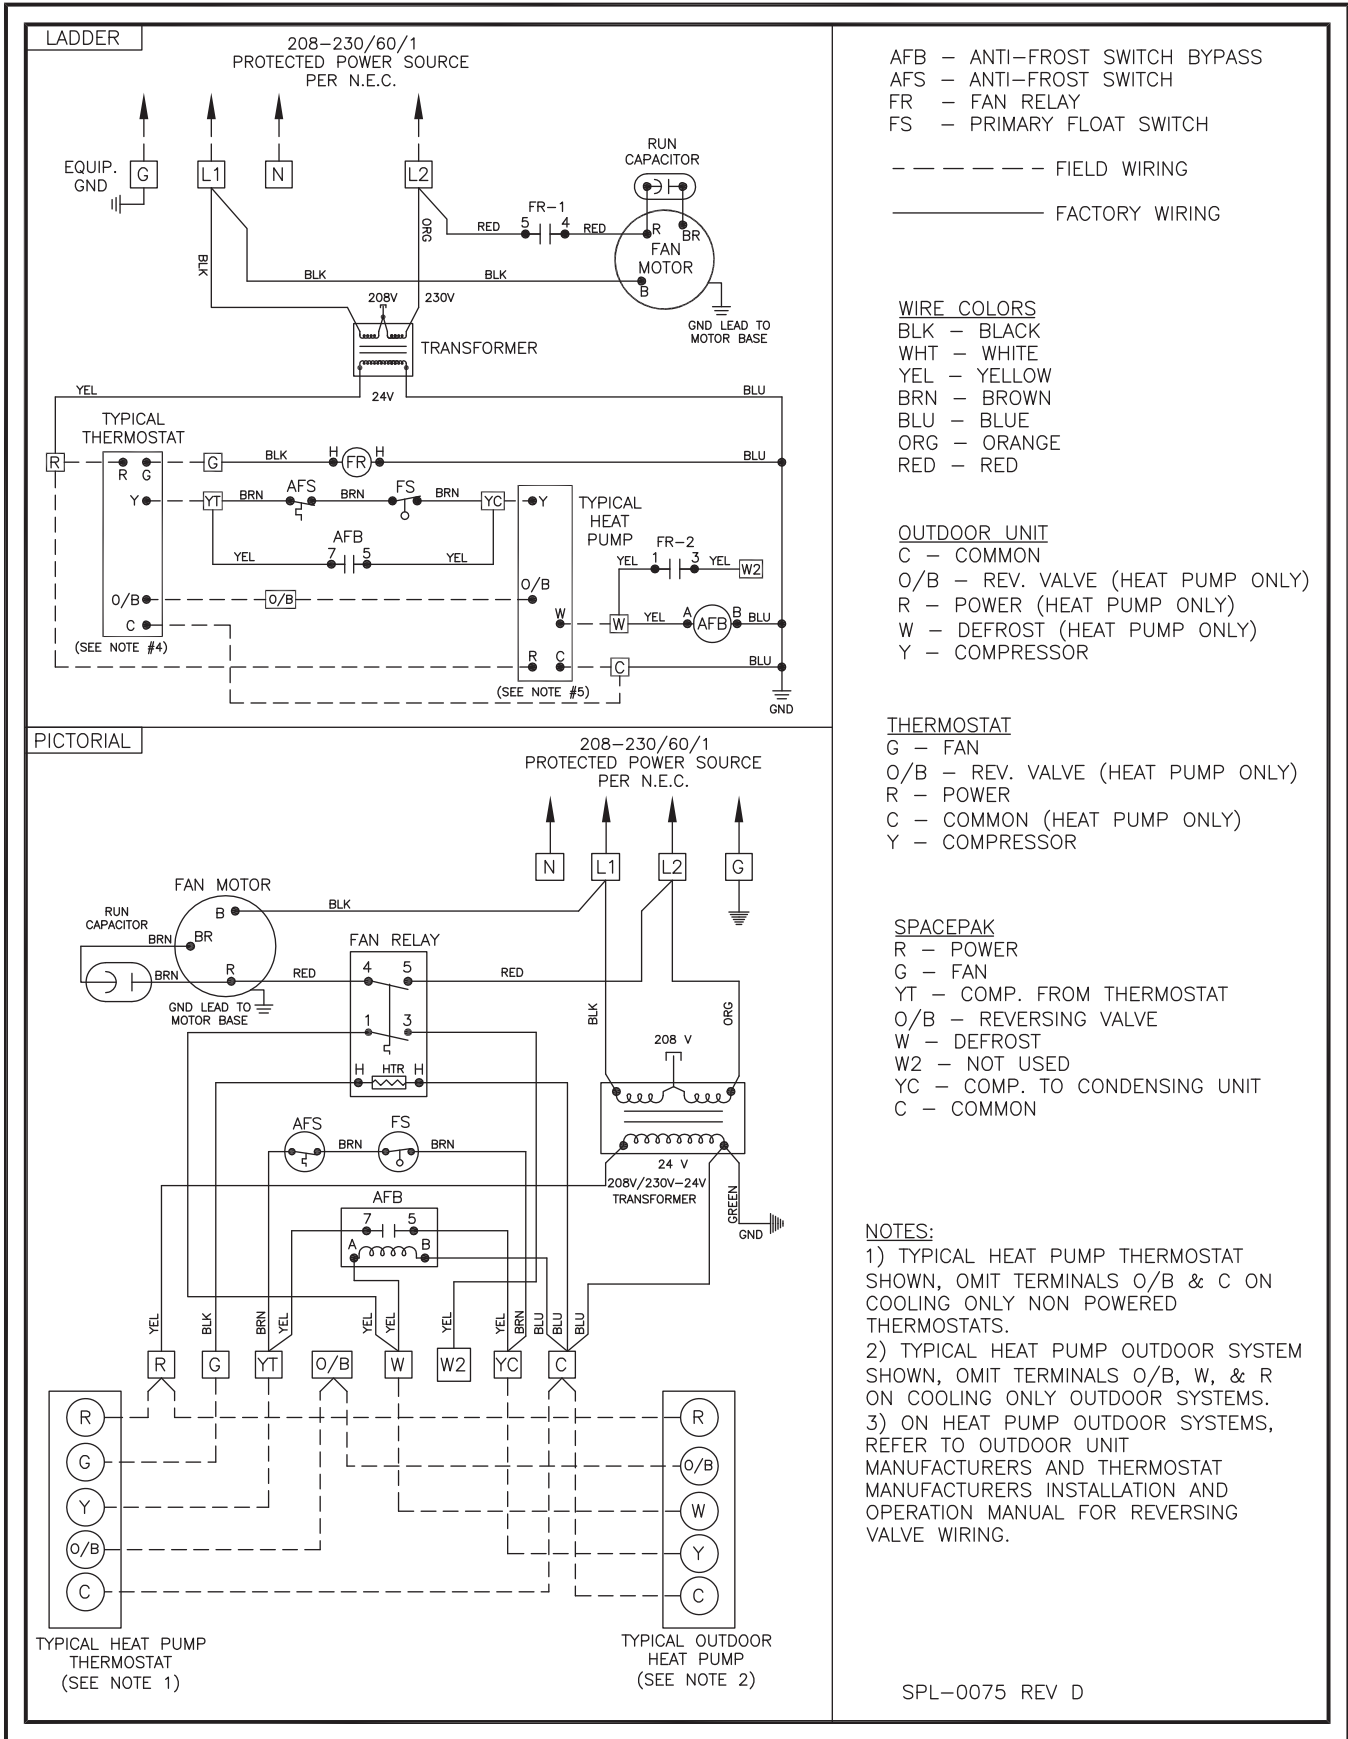 LADDER
208-230/60/1
PROTECTED POWER SOURCE
PER N.E.C.
EQUIP.
GND
G
L1
N
L2
RUN
CAPACITOR
FR-1
RED
5
4
RED
R
BR
FAN
MOTOR
B
ORG
BLK
BLK
BLK
208V
230V
GND LEAD TO
MOTOR BASE
TRANSFORMER
YEL
24V
BLU
TYPICAL
THERMOSTAT
R
R
G
G
BLK
H
FR
H
BLU
Y
YT
BRN
AFS
BRN
FS
BRN
YC
Y
TYPICAL
HEAT
PUMP
AFB
YEL
7
5
YEL
FR-2
YEL
1
3
YEL
W2
O/B
O/B
O/B
C
W
W
YEL
A
AFB
B
BLU
(SEE NOTE #4)
R
C
C
BLU
(SEE NOTE #5)
GND
PICTORIAL
208-230/60/1
PROTECTED POWER SOURCE
PER N.E.C.
N
L1
L2
G
FAN MOTOR
B
BLK
RUN
CAPACITOR
BRN
BR
FAN RELAY
BRN
R
RED
4
5
RED
GND LEAD TO
MOTOR BASE
1
3
BLK
ORG
208 V
H
HTR
H
AFS
FS
BRN
BRN
24 V
208V/230V-24V
TRANSFORMER
GREEN
GND
AFB
7
5
A
B
YEL
BLK
BRN
YEL
YEL
YEL
YEL
YEL
BRN
BLU
BLU
BLU
R
G
YT
O/B
W
W2
YC
C
R
G
Y
O/B
C
R
O/B
W
Y
C
TYPICAL HEAT PUMP
THERMOSTAT
(SEE NOTE 1)
TYPICAL OUTDOOR
HEAT PUMP
(SEE NOTE 2)
AFB - ANTI-FROST SWITCH BYPASS
AFS - ANTI-FROST SWITCH
FR - FAN RELAY
FS - PRIMARY FLOAT SWITCH
FIELD WIRING
FACTORY WIRING
WIRE COLORS
BLK - BLACK
WHT - WHITE
YEL - YELLOW
BRN - BROWN
BLU - BLUE
ORG - ORANGE
RED - RED
OUTDOOR UNIT
C - COMMON
O/B - REV. VALVE (HEAT PUMP ONLY)
R - POWER (HEAT PUMP ONLY)
W - DEFROST (HEAT PUMP ONLY)
Y - COMPRESSOR
THERMOSTAT
G - FAN
O/B - REV. VALVE (HEAT PUMP ONLY)
R - POWER
C - COMMON (HEAT PUMP ONLY)
Y - COMPRESSOR
SPACEPAK
R - POWER
G - FAN
YT - COMP. FROM THERMOSTAT
O/B - REVERSING VALVE
W - DEFROST
W2 - NOT USED
YC - COMP. TO CONDENSING UNIT
C - COMMON
NOTES:
1) TYPICAL HEAT PUMP THERMOSTAT
SHOWN, OMIT TERMINALS O/B & C ON
COOLING ONLY NON POWERED
THERMOSTATS.
2) TYPICAL HEAT PUMP OUTDOOR SYSTEM
SHOWN, OMIT TERMINALS O/B, W, & R
ON COOLING ONLY OUTDOOR SYSTEMS.
3) ON HEAT PUMP OUTDOOR SYSTEMS,
REFER TO OUTDOOR UNIT
MANUFACTURERS AND THERMOSTAT
MANUFACTURERS INSTALLATION AND
OPERATION MANUAL FOR REVERSING
VALVE WIRING.
SPL-0075 REV D